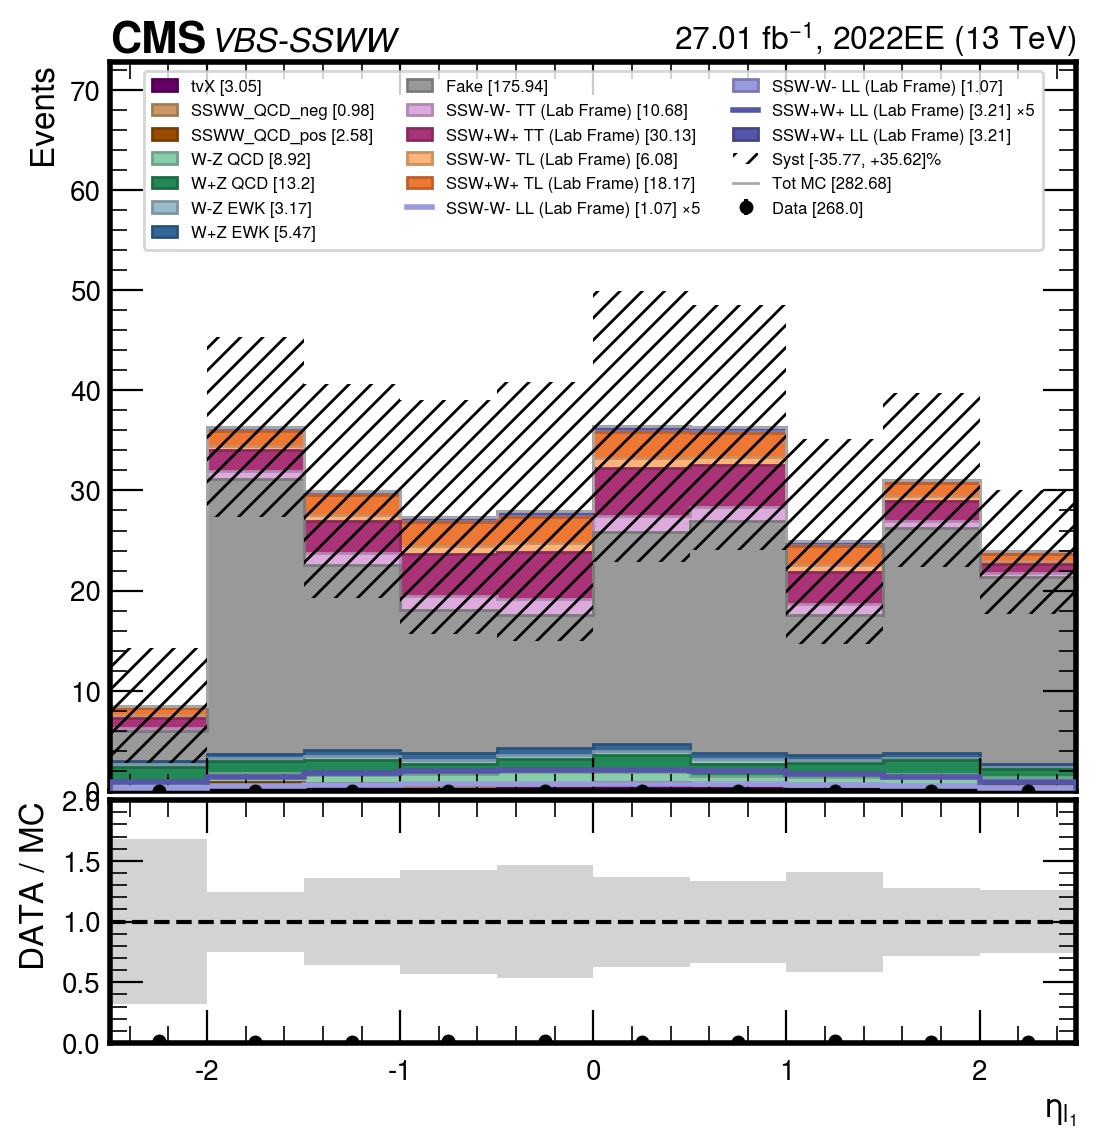 CMS VBS-SSWW 27.01 fb⁻¹, 2022EE (13 TeV)
Events
70
60
50
40
30
20
10
0
tvX [3.05]
SSWW_QCD_neg [0.98]
SSWW_QCD_pos [2.58]
W-Z QCD [8.92]
W+Z QCD [13.2]
W-Z EWK [3.17]
W+Z EWK [5.47]
Fake [175.94]
SSW-W- TT (Lab Frame) [10.68]
SSW+W+ TT (Lab Frame) [30.13]
SSW-W- TL (Lab Frame) [6.08]
SSW+W+ TL (Lab Frame) [18.17]
SSW-W- LL (Lab Frame) [1.07] ×5
SSW-W- LL (Lab Frame) [1.07]
SSW+W+ LL (Lab Frame) [3.21] ×5
SSW+W+ LL (Lab Frame) [3.21]
Syst [-35.77, +35.62]%
Tot MC [282.68]
Data [268.0]
DATA / MC
2.0
1.5
1.0
0.5
0.0
-2 -1 0 1 2
η_l₁